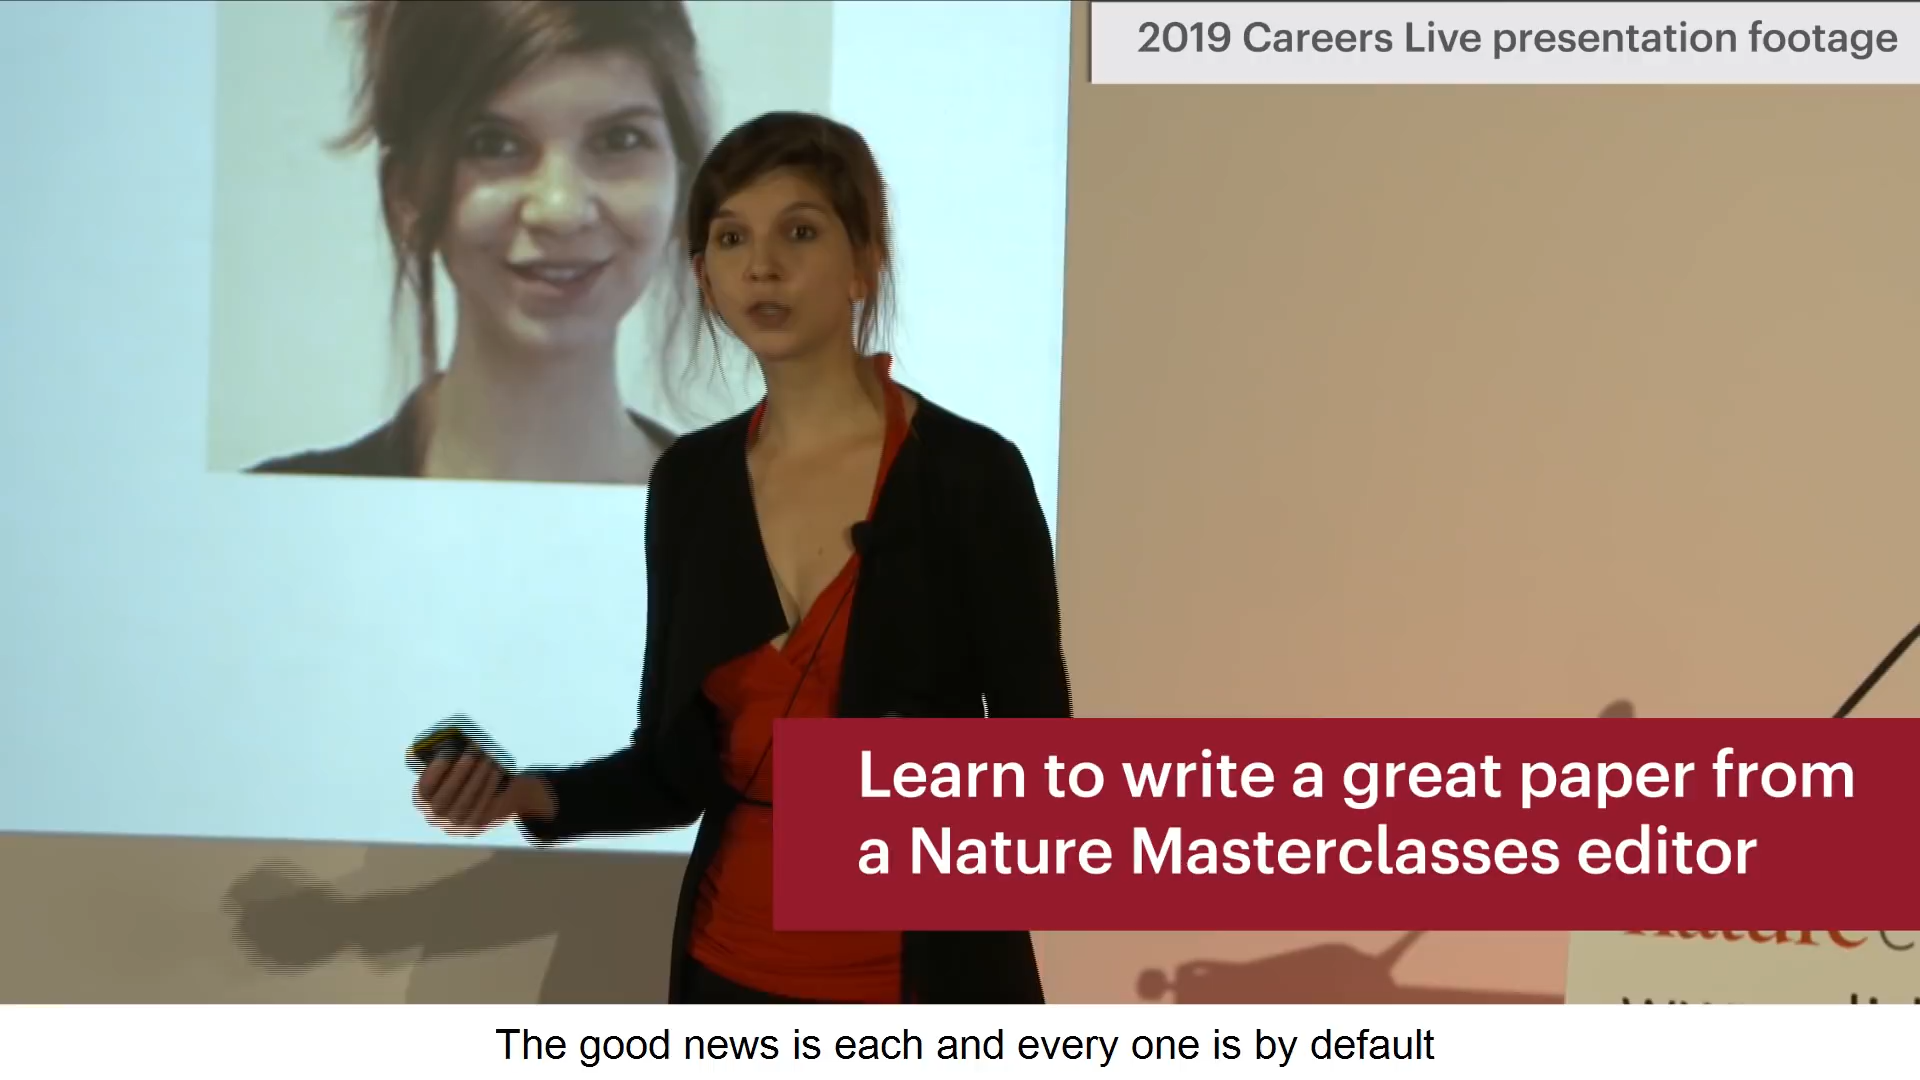 2019 Careers Live presentation footage
Learn to write a great paper from
a Nature Masterclasses editor
nature
The good news is each and every one is by default